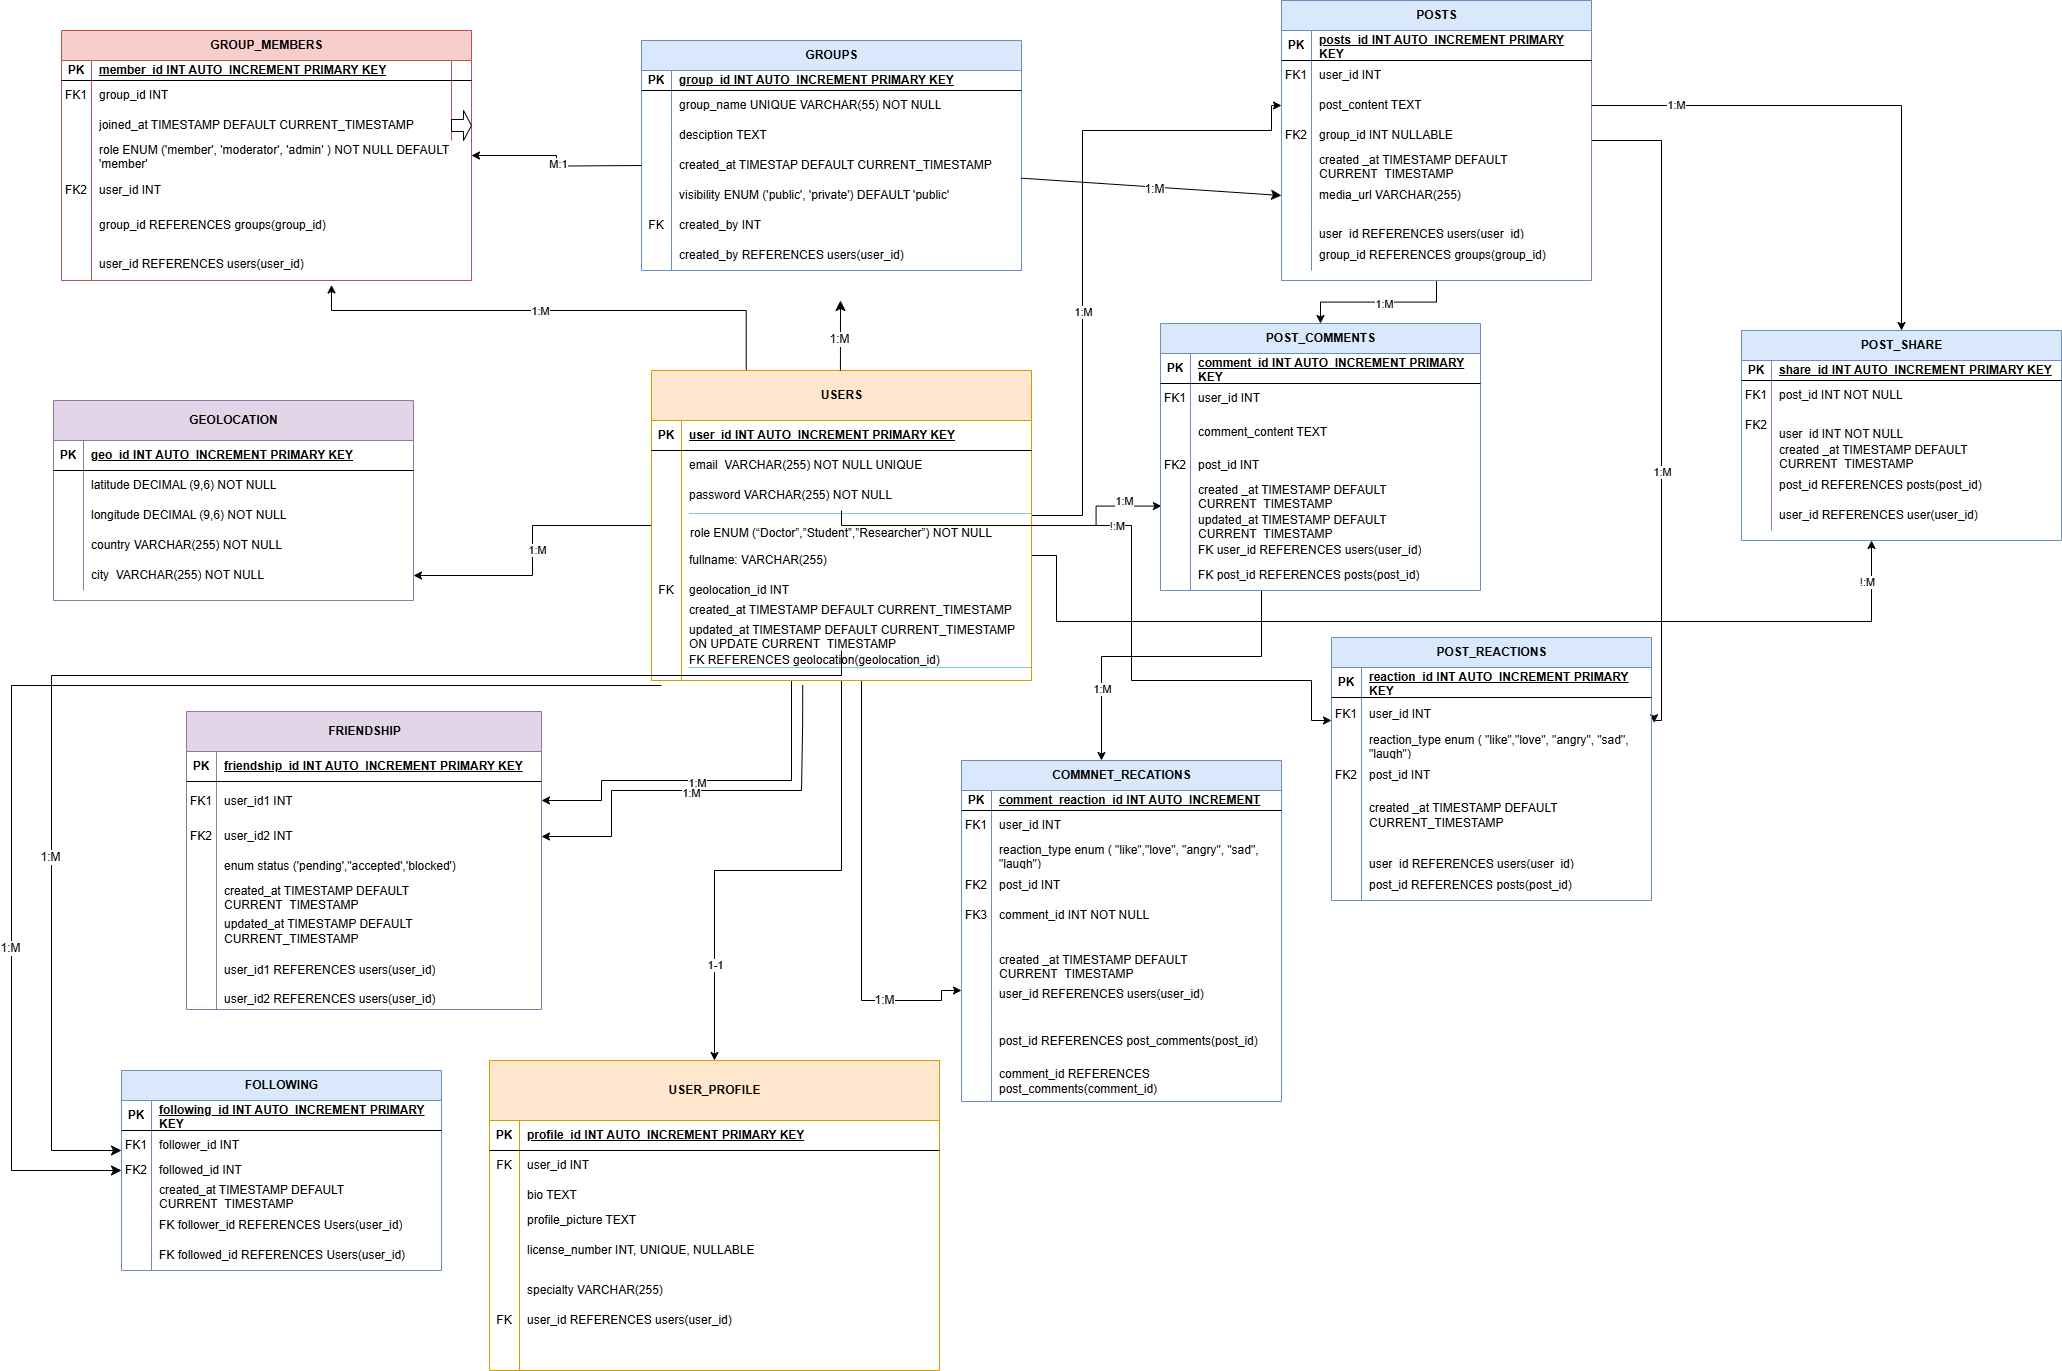 GROUP_MEMBERS
PK member_id INT AUTO_INCREMENT PRIMARY KEY
FK1 group_id INT
joined_at TIMESTAMP DEFAULT CURRENT_TIMESTAMP
role ENUM ('member', 'moderator', 'admin' ) NOT NULL DEFAULT
'member'
FK2 user_id INT
group_id REFERENCES groups(group_id)
user_id REFERENCES users(user_id)
M:1
GROUPS
PK group_id INT AUTO_INCREMENT PRIMARY KEY
group_name UNIQUE VARCHAR(55) NOT NULL
desciption TEXT
created_at TIMESTAP DEFAULT CURRENT_TIMESTAMP
visibility ENUM ('public', 'private') DEFAULT 'public'
FK created_by INT
created_by REFERENCES users(user_id)
1:M
POSTS
PK posts_id INT AUTO_INCREMENT PRIMARY
KEY
FK1 user_id INT
post_content TEXT
FK2 group_id INT NULLABLE
created _at TIMESTAMP DEFAULT
CURRENT_TIMESTAMP
media_url VARCHAR(255)
user_id REFERENCES users(user_id)
group_id REFERENCES groups(group_id)
1:M
1:M
1:M
1:M
1:M
1:M
POST_COMMENTS
PK comment_id INT AUTO_INCREMENT PRIMARY
KEY
FK1 user_id INT
comment_content TEXT
FK2 post_id INT
created _at TIMESTAMP DEFAULT
CURRENT_TIMESTAMP
updated_at TIMESTAMP DEFAULT
CURRENT_TIMESTAMP
FK user_id REFERENCES users(user_id)
FK post_id REFERENCES posts(post_id)
POST_SHARE
PK share_id INT AUTO_INCREMENT PRIMARY KEY
FK1 post_id INT NOT NULL
FK2
user_id INT NOT NULL
created _at TIMESTAMP DEFAULT
CURRENT_TIMESTAMP
post_id REFERENCES posts(post_id)
user_id REFERENCES user(user_id)
!:M
GEOLOCATION
PK geo_id INT AUTO_INCREMENT PRIMARY KEY
latitude DECIMAL (9,6) NOT NULL
longitude DECIMAL (9,6) NOT NULL
country VARCHAR(255) NOT NULL
city VARCHAR(255) NOT NULL
1:M
USERS
PK user_id INT AUTO_INCREMENT PRIMARY KEY
email VARCHAR(255) NOT NULL UNIQUE
password VARCHAR(255) NOT NULL
role ENUM (“Doctor”,”Student”,”Researcher”) NOT NULL
fullname: VARCHAR(255)
FK geolocation_id INT
created_at TIMESTAMP DEFAULT CURRENT_TIMESTAMP
updated_at TIMESTAMP DEFAULT CURRENT_TIMESTAMP
ON UPDATE CURRENT_TIMESTAMP
FK REFERENCES geolocation(geolocation_id)
1:M
!:M
1:M
POST_REACTIONS
PK reaction_id INT AUTO_INCREMENT PRIMARY
KEY
FK1 user_id INT
reaction_type enum ( "like","love", "angry", "sad",
"laugh")
FK2 post_id INT
created _at TIMESTAMP DEFAULT
CURRENT_TIMESTAMP
user_id REFERENCES users(user_id)
post_id REFERENCES posts(post_id)
FRIENDSHIP
PK friendship_id INT AUTO_INCREMENT PRIMARY KEY
FK1 user_id1 INT
FK2 user_id2 INT
enum status ('pending',"accepted','blocked')
created_at TIMESTAMP DEFAULT
CURRENT_TIMESTAMP
updated_at TIMESTAMP DEFAULT
CURRENT_TIMESTAMP
user_id1 REFERENCES users(user_id)
user_id2 REFERENCES users(user_id)
1:M
1:M
1:M
1:M
1-1
1:M
1:M
COMMNET_RECATIONS
PK comment_reaction_id INT AUTO_INCREMENT
FK1 user_id INT
reaction_type enum ( "like","love", "angry", "sad",
"laugh")
FK2 post_id INT
FK3 comment_id INT NOT NULL
created _at TIMESTAMP DEFAULT
CURRENT_TIMESTAMP
user_id REFERENCES users(user_id)
post_id REFERENCES post_comments(post_id)
comment_id REFERENCES
post_comments(comment_id)
FOLLOWING
PK following_id INT AUTO_INCREMENT PRIMARY
KEY
FK1 follower_id INT
FK2 followed_id INT
created_at TIMESTAMP DEFAULT
CURRENT_TIMESTAMP
FK follower_id REFERENCES Users(user_id)
FK followed_id REFERENCES Users(user_id)
USER_PROFILE
PK profile_id INT AUTO_INCREMENT PRIMARY KEY
FK user_id INT
bio TEXT
profile_picture TEXT
license_number INT, UNIQUE, NULLABLE
specialty VARCHAR(255)
FK user_id REFERENCES users(user_id)